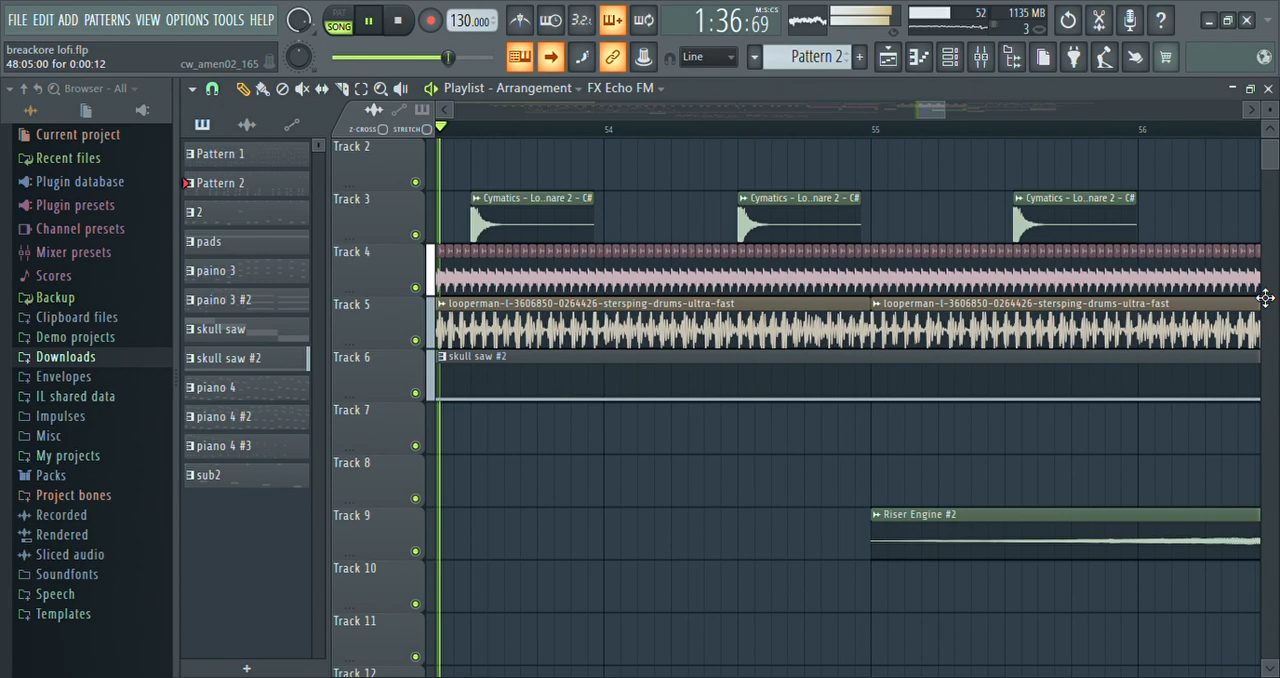 FILE EDIT ADD PATTERNS VIEW OPTIONS TOOLS HELP
PAT
SONG
130.000
3.2.
1:36:69
M:S:CS
52
1135 MB
3
breackore lofi.flp
48:05:00 for 0:00:12
cw_amen02_165
Line
Pattern 2
Browser - All
Playlist - Arrangement
FX Echo FM
Z-CROSS
STRETCH
54
55
56
Current project
Recent files
Plugin database
Plugin presets
Channel presets
Mixer presets
Scores
Backup
Clipboard files
Demo projects
Downloads
Envelopes
IL shared data
Impulses
Misc
My projects
Packs
Project bones
Recorded
Rendered
Sliced audio
Soundfonts
Speech
Templates
Pattern 1
Pattern 2
2
pads
paino 3
paino 3 #2
skull saw
skull saw #2
piano 4
piano 4 #2
piano 4 #3
sub2
+
Track 2
Track 3
Cymatics - Lo..nare 2 - C#
Cymatics - Lo..nare 2 - C#
Cymatics - Lo..nare 2 - C#
Track 4
Track 5
looperman-l-3606850-0264426-stersping-drums-ultra-fast
looperman-l-3606850-0264426-stersping-drums-ultra-fast
Track 6
skull saw #2
Track 7
Track 8
Track 9
Riser Engine #2
Track 10
Track 11
Track 12